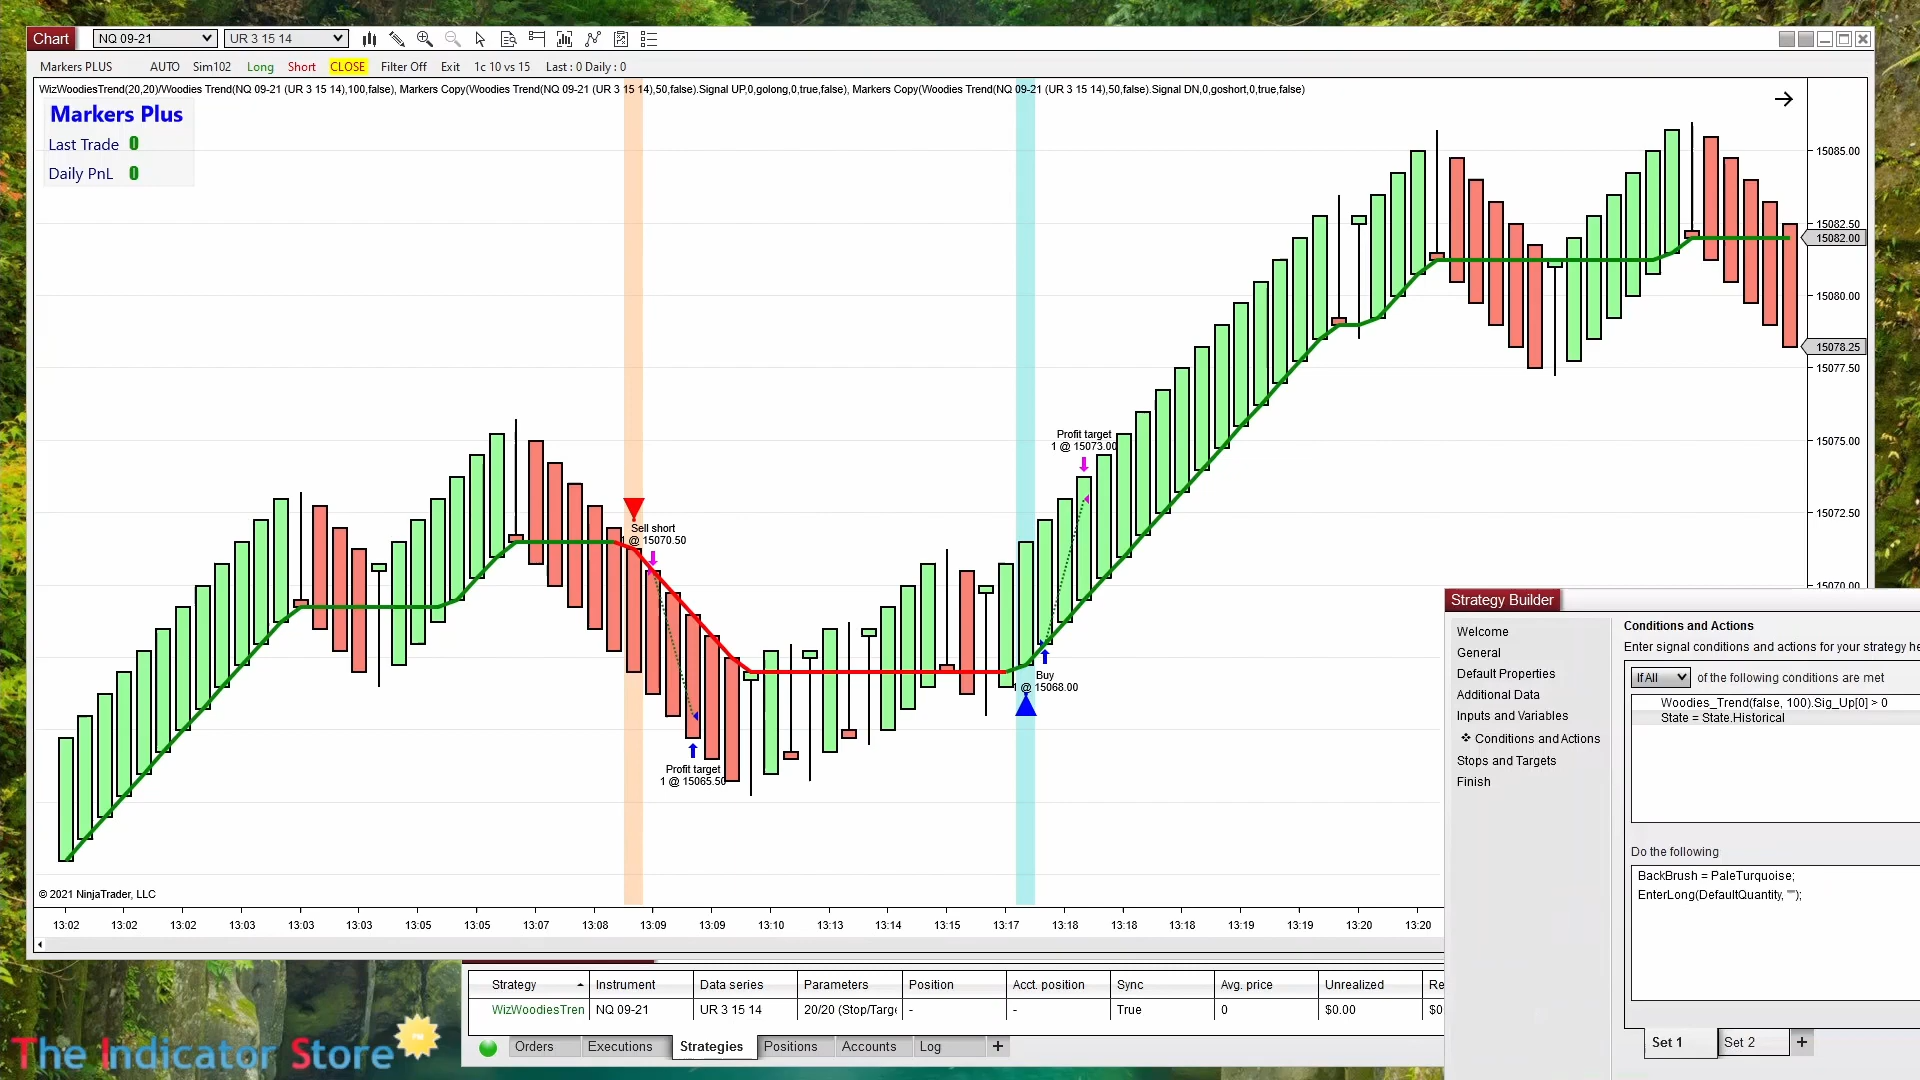 Chart
NQ 09-21
UR 3 15 14
Markers PLUS
AUTO
Sim102
Long
Short
CLOSE
Filter Off
Exit
1c 10 vs 15
Last : 0 Daily : 0
WizWoodiesTrend(20,20)/Woodies Trend(NQ 09-21 (UR 3 15 14),100,false), Markers Copy(Woodies Trend(NQ 09-21 (UR 3 15 14),50,false).Signal UP,0,golong,0,true,false), Markers Copy(Woodies Trend(NQ 09-21 (UR 3 15 14),50,false).Signal DN,0,goshort,0,true,false)
Markers Plus
Last Trade 0
Daily PnL 0
15085.00
15082.50
15082.00
15080.00
15078.25
15077.50
15075.00
15072.50
15070.00
Profit target
1 @ 15073.00
Sell short
1 @ 15070.50
Buy
1 @ 15068.00
Profit target
1 @ 15065.50
© 2021 NinjaTrader, LLC
13:02 13:02 13:02 13:03 13:03 13:03 13:05 13:05 13:07 13:08 13:09 13:09 13:10 13:13 13:14 13:15 13:17 13:18 13:18 13:18 13:19 13:19 13:20 13:20
Strategy Builder
Welcome
General
Default Properties
Additional Data
Inputs and Variables
Conditions and Actions
Stops and Targets
Finish
Conditions and Actions
Enter signal conditions and actions for your strategy he
If All of the following conditions are met
Woodies_Trend(false, 100).Sig_Up[0] > 0
State = State.Historical
Do the following
BackBrush = PaleTurquoise;
EnterLong(DefaultQuantity, "");
Set 1
Set 2
+
Strategy Instrument Data series Parameters Position Acct. position Sync Avg. price Unrealized Re
WizWoodiesTren NQ 09-21 UR 3 15 14 20/20 (Stop/Targe - - True 0 $0.00 $0
Orders Executions Strategies Positions Accounts Log +
The Indicator Store